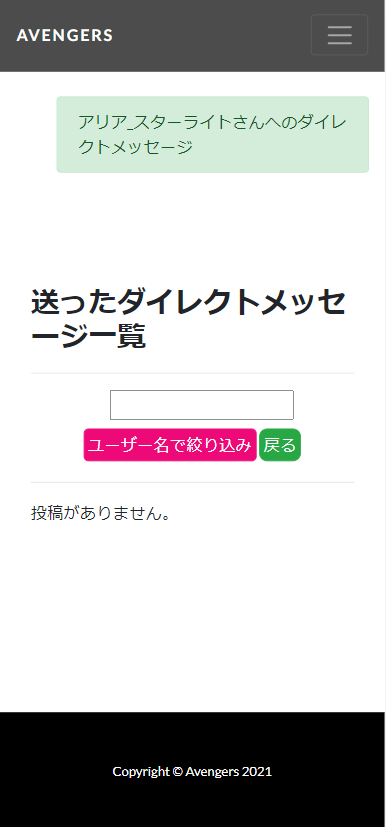 AVENGERS
アリア_スターライトさんへのダイレ
クトメッセージ
送ったダイレクトメッセ
ージ一覧
ユーザー名で絞り込み 戻る
投稿がありません。
Copyright © Avengers 2021